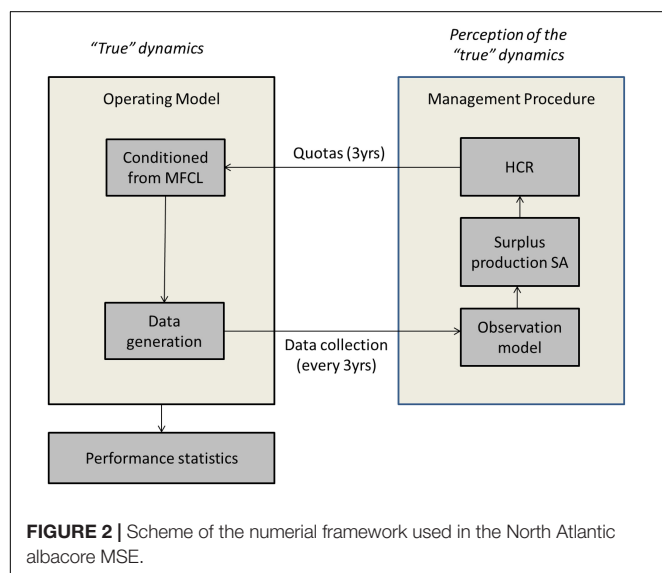 “True” dynamics
Perception of the
“true” dynamics
Operating Model
Management Procedure
Conditioned
from MFCL
Quotas (3yrs)
HCR
Surplus
production SA
Data
generation
Data collection
(every 3yrs)
Observation
model
Performance statistics
FIGURE 2 | Scheme of the numerial framework used in the North Atlantic
albacore MSE.